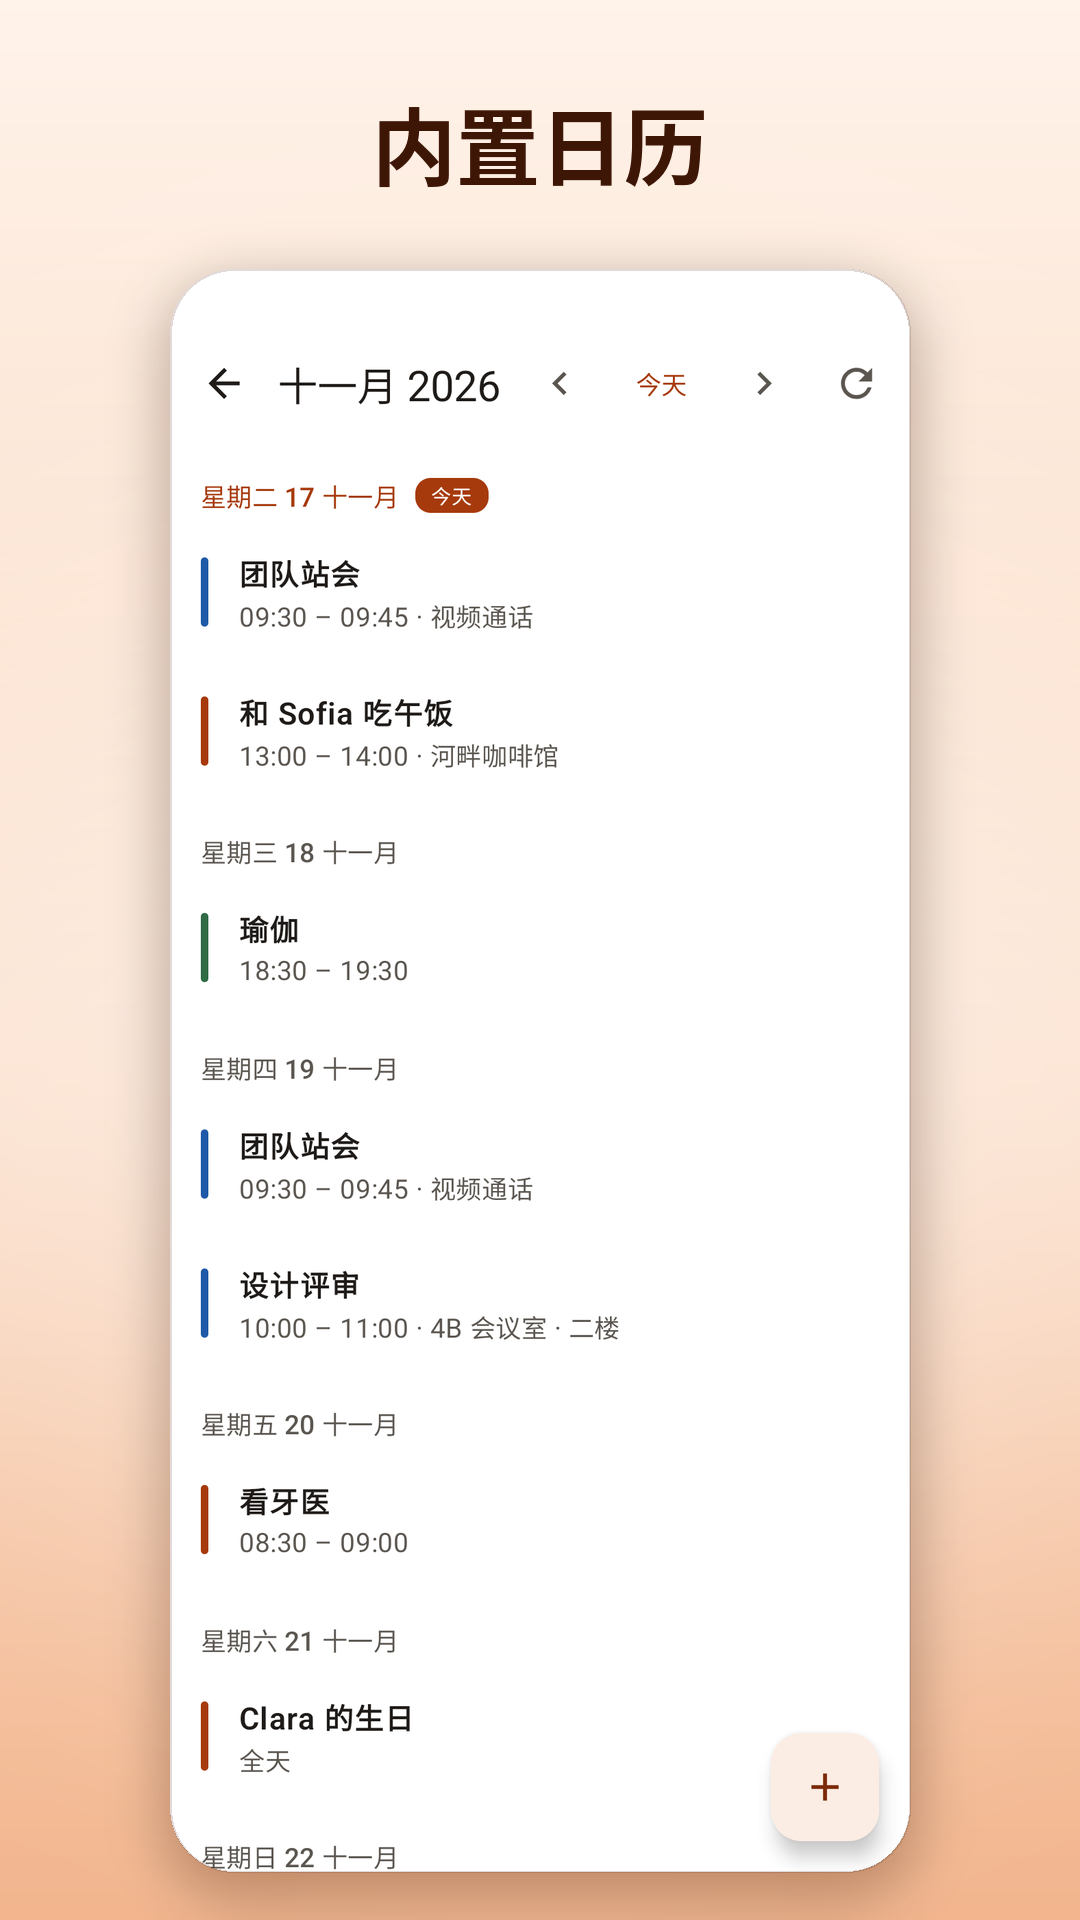 内置日历
十一月 2026
今天
星期二 17 十一月 今天
团队站会
09:30 – 09:45 · 视频通话
和 Sofia 吃午饭
13:00 – 14:00 · 河畔咖啡馆
星期三 18 十一月
瑜伽
18:30 – 19:30
星期四 19 十一月
团队站会
09:30 – 09:45 · 视频通话
设计评审
10:00 – 11:00 · 4B 会议室 · 二楼
星期五 20 十一月
看牙医
08:30 – 09:00
星期六 21 十一月
Clara 的生日
全天
星期日 22 十一月